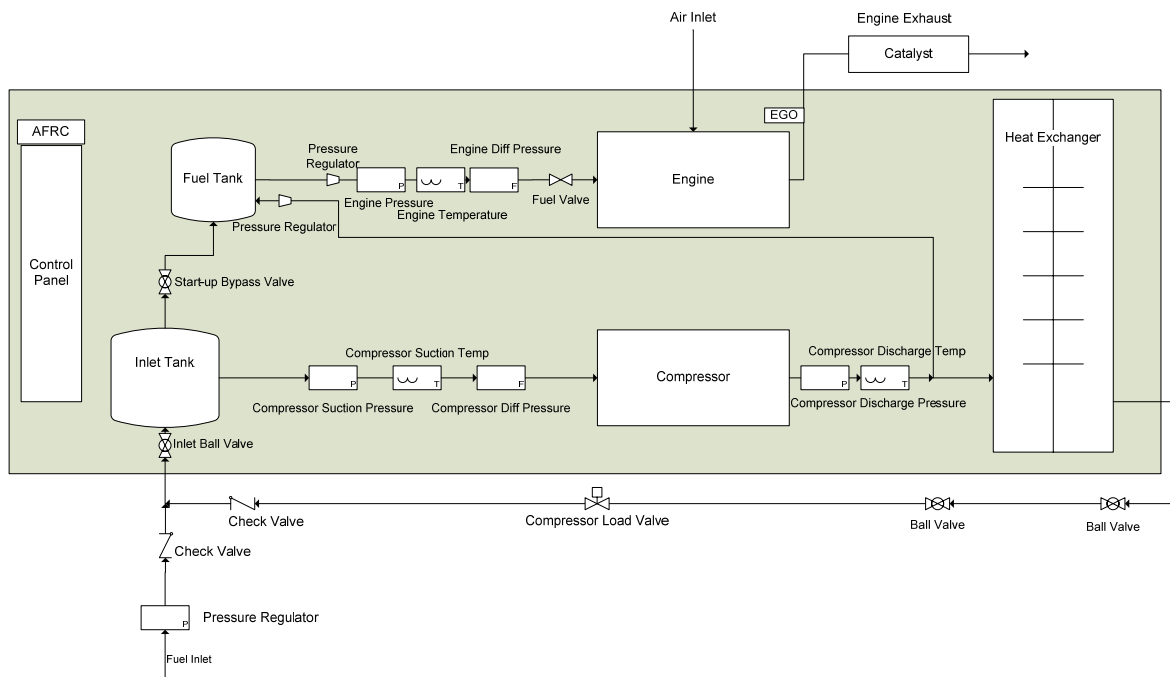 Air Inlet
Engine Exhaust
Catalyst
AFRC
EGO
Heat Exchanger
Pressure
Regulator
Engine Diff Pressure
Fuel Tank
P
T
F
Engine
Engine Pressure
Fuel Valve
Engine Temperature
Pressure Regulator
Control
Panel
Start-up Bypass Valve
Inlet Tank
Compressor Suction Temp
Compressor Discharge Temp
P
T
F
Compressor
P
T
Compressor Suction Pressure
Compressor Diff Pressure
Compressor Discharge Pressure
Inlet Ball Valve
Check Valve
Compressor Load Valve
Ball Valve
Ball Valve
Check Valve
P
Pressure Regulator
Fuel Inlet